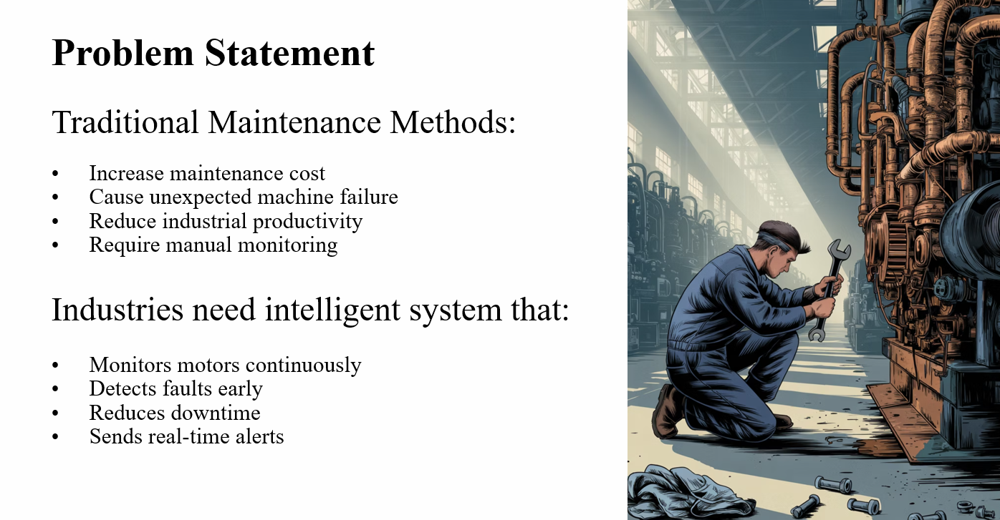 Problem Statement
Traditional Maintenance Methods:
• Increase maintenance cost
• Cause unexpected machine failure
• Reduce industrial productivity
• Require manual monitoring
Industries need intelligent system that:
• Monitors motors continuously
• Detects faults early
• Reduces downtime
• Sends real-time alerts